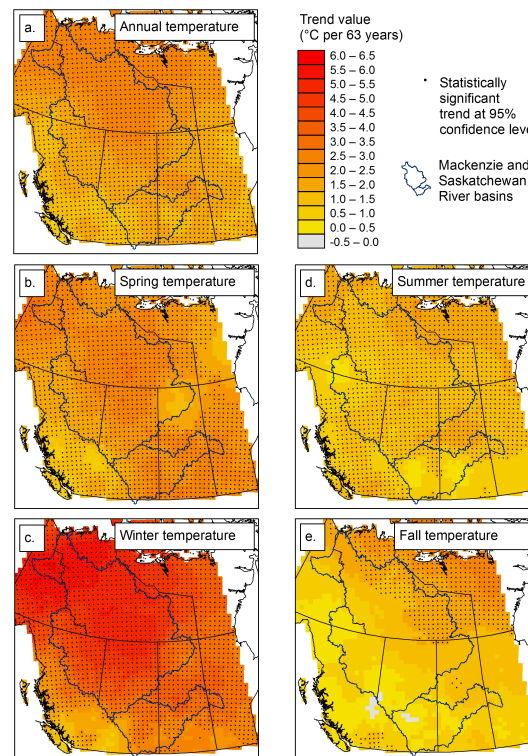 a.
Annual temperature
Trend value
(°C per 63 years)
6.0 – 6.5
5.5 – 6.0
5.0 – 5.5
4.5 – 5.0
4.0 – 4.5
3.5 – 4.0
3.0 – 3.5
2.5 – 3.0
2.0 – 2.5
1.5 – 2.0
1.0 – 1.5
0.5 – 1.0
0.0 – 0.5
-0.5 – 0.0
Statistically
significant
trend at 95%
confidence leve
Mackenzie and
Saskatchewan
River basins
b.
Spring temperature
d.
Summer temperature
c.
Winter temperature
e.
Fall temperature